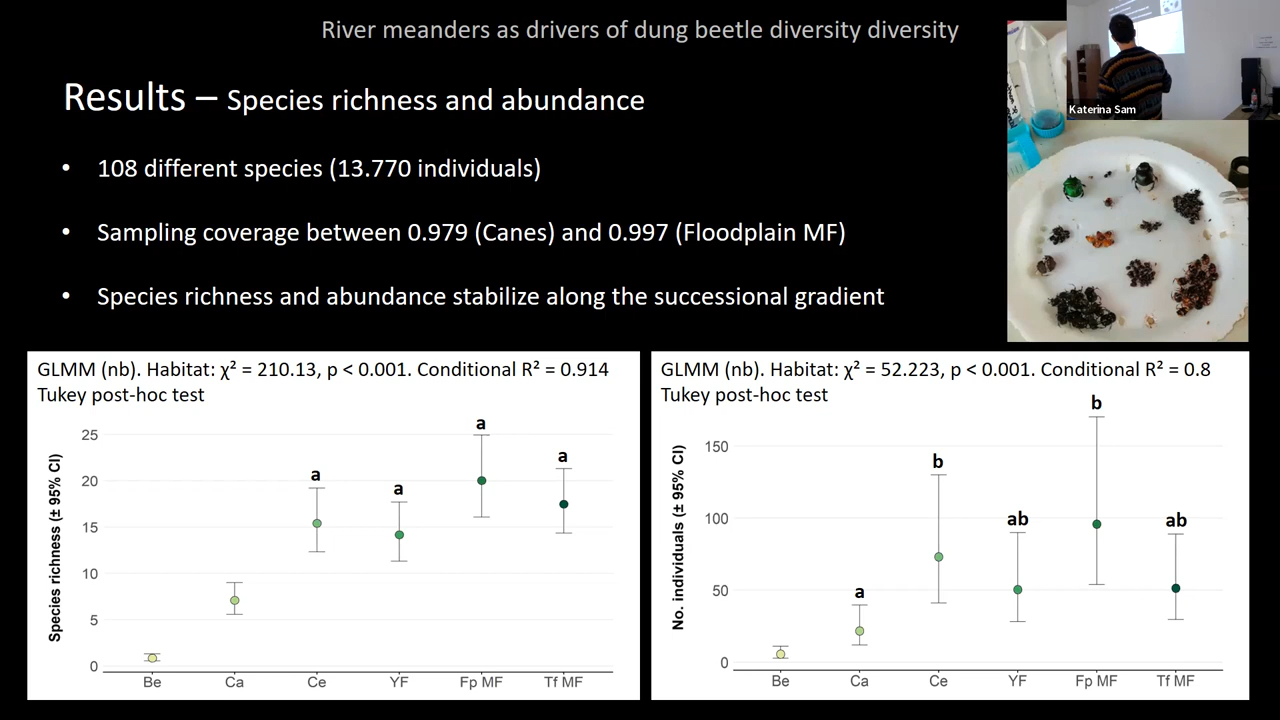 River meanders as drivers of dung beetle diversity diversity
Results – Species richness and abundance
Katerina Sam
• 108 different species (13.770 individuals)
• Sampling coverage between 0.979 (Canes) and 0.997 (Floodplain MF)
• Species richness and abundance stabilize along the successional gradient
GLMM (nb). Habitat: χ² = 210.13, p < 0.001. Conditional R² = 0.914
Tukey post-hoc test
Species richness (± 95% CI)
25
20
15
10
5
0
a
a
a
a
Be Ca Ce YF Fp MF Tf MF
GLMM (nb). Habitat: χ² = 52.223, p < 0.001. Conditional R² = 0.8
Tukey post-hoc test
No. individuals (± 95% CI)
150
100
50
0
a
b
ab
b
ab
Be Ca Ce YF Fp MF Tf MF